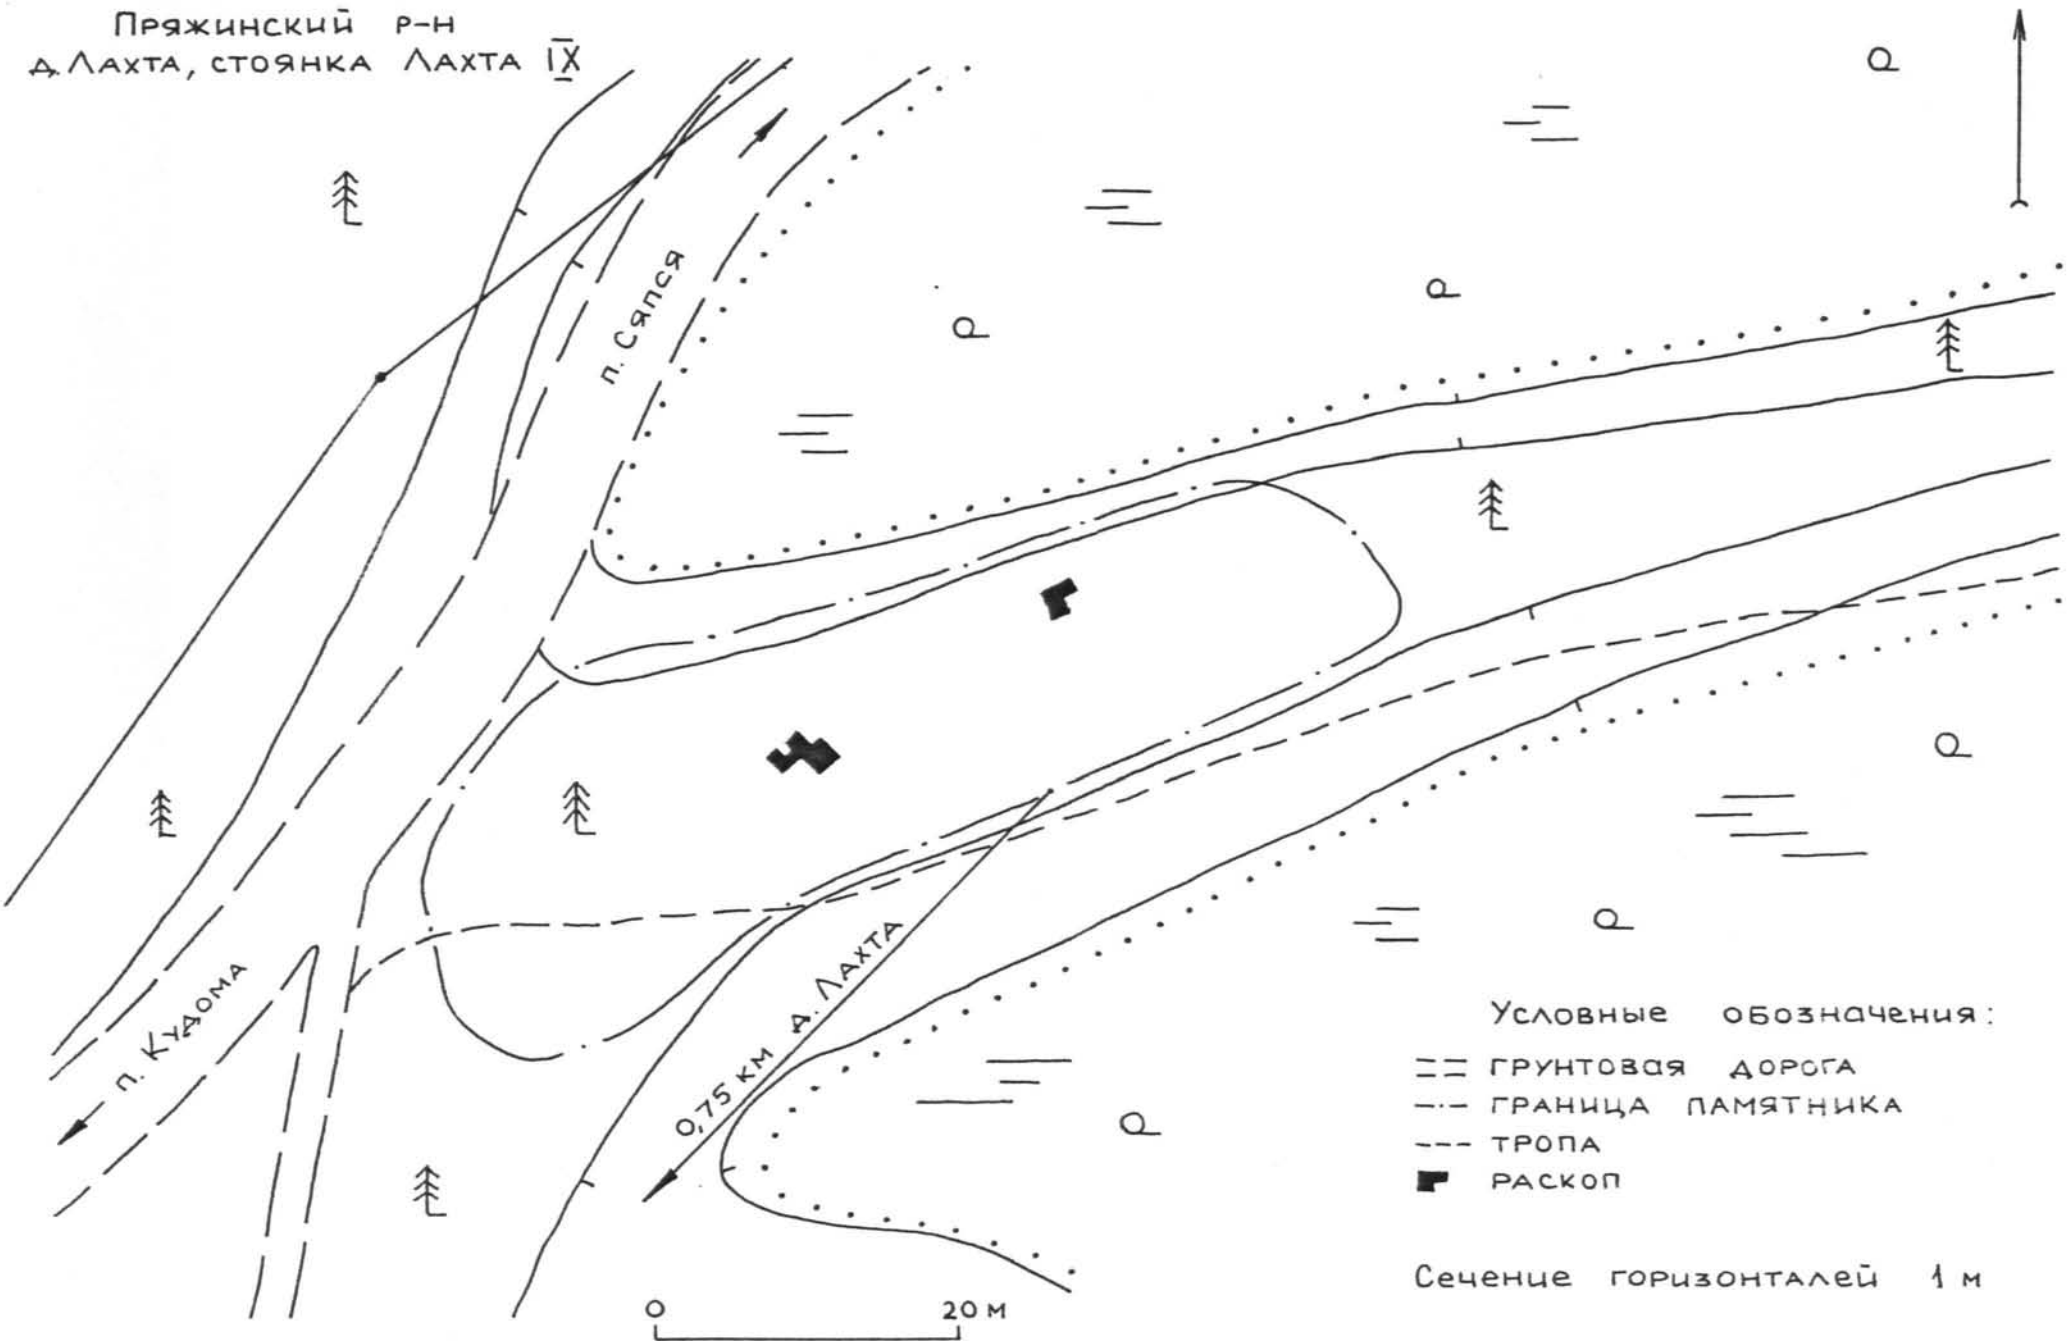 Пряжинский р-н
д. Лахта, стоянка Лахта IX
п. Сяпся
п. Кудома
0,75 км д. Лахта
Условные обозначения:
грунтовая дорога
граница памятника
тропа
раскоп
Сечение горизонталей 1 м
0 20 м